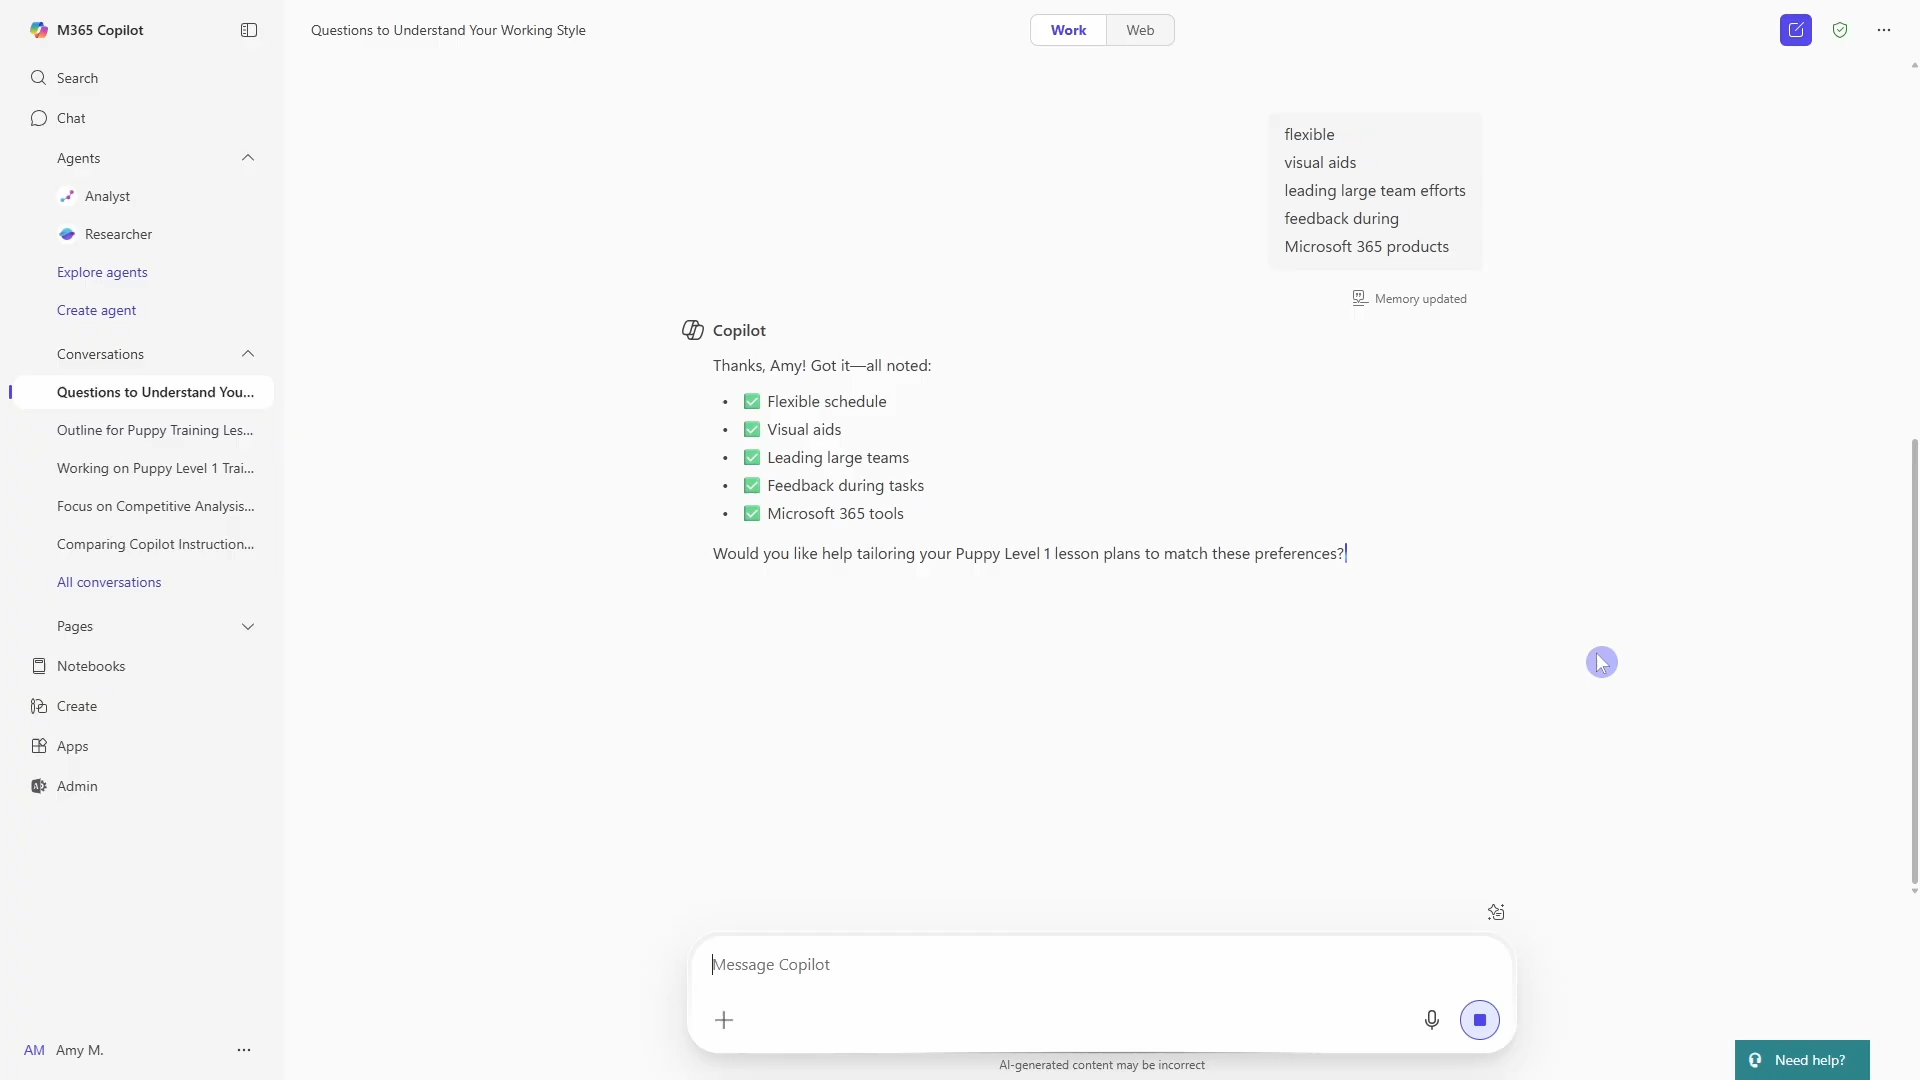 M365 Copilot
Search
Chat
Agents
Analyst
Researcher
Explore agents
Create agent
Conversations
Questions to Understand You...
Outline for Puppy Training Les...
Working on Puppy Level 1 Trai...
Focus on Competitive Analysis...
Comparing Copilot Instruction...
All conversations
Pages
Notebooks
Create
Apps
Admin
AM Amy M.
Questions to Understand Your Working Style
Work Web
flexible
visual aids
leading large team efforts
feedback during
Microsoft 365 products
Memory updated
Copilot
Thanks, Amy! Got it—all noted:
• ✅ Flexible schedule
• ✅ Visual aids
• ✅ Leading large teams
• ✅ Feedback during tasks
• ✅ Microsoft 365 tools
Would you like help tailoring your Puppy Level 1 lesson plans to match these preferences?
Message Copilot
AI-generated content may be incorrect
Need help?